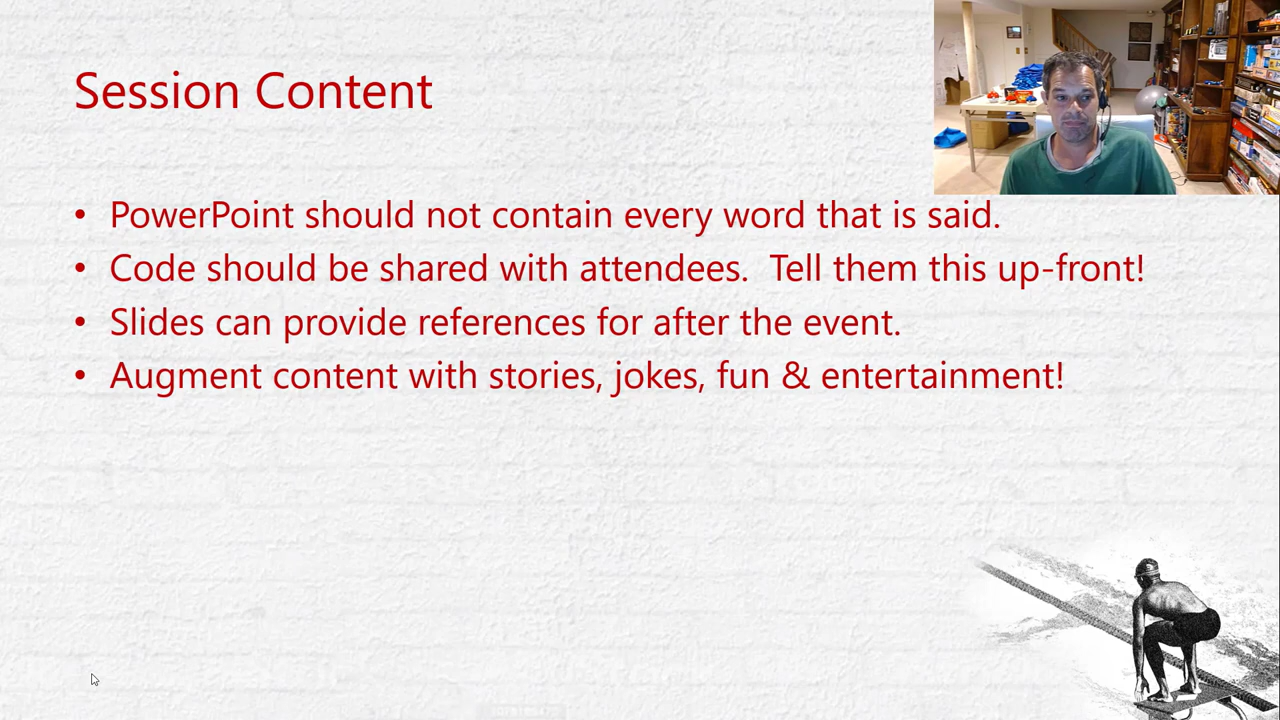 Session Content
• PowerPoint should not contain every word that is said.
• Code should be shared with attendees.  Tell them this up-front!
• Slides can provide references for after the event.
• Augment content with stories, jokes, fun & entertainment!